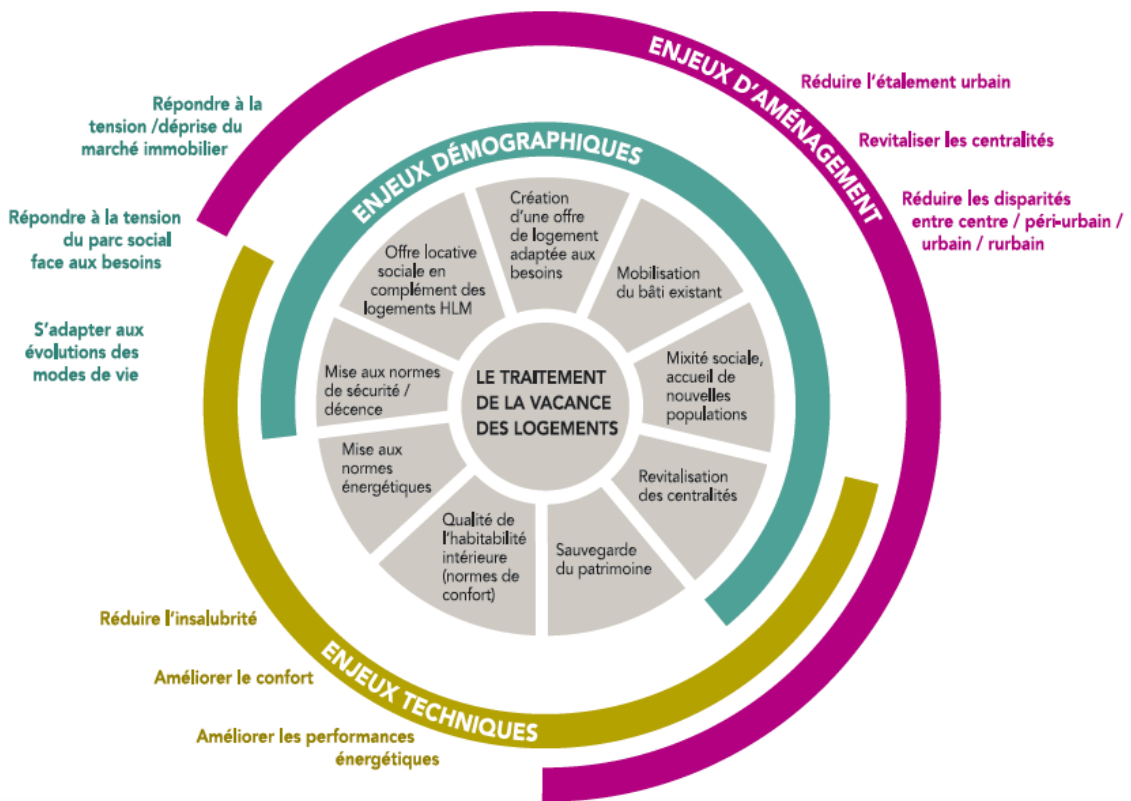 ENJEUX D'AMÉNAGEMENT
Réduire l'étalement urbain
Revitaliser les centralités
Réduire les disparités
entre centre / péri-urbain /
urbain / rurbain
Répondre à la
tension /déprise du
marché immobilier
Répondre à la tension
du parc social
face aux besoins
S'adapter aux
évolutions des
modes de vie
ENJEUX DÉMOGRAPHIQUES
Création
d'une offre
de logement
adaptée aux
besoins
Mobilisation
du bâti existant
Mixité sociale,
accueil de
nouvelles
populations
Revitalisation
des centralités
Sauvegarde
du patrimoine
Qualité de
l'habitabilité
intérieure
(normes de
confort)
Mise aux
normes
énergétiques
Mise aux normes
de sécurité /
décence
Offre locative
sociale en
complément des
logements HLM
LE TRAITEMENT
DE LA VACANCE
DES LOGEMENTS
ENJEUX TECHNIQUES
Réduire l'insalubrité
Améliorer le confort
Améliorer les performances
énergétiques